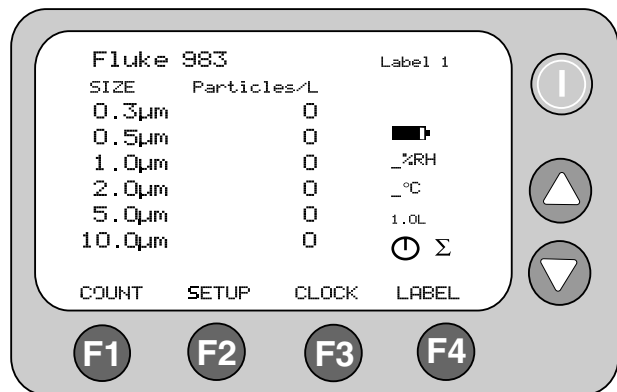 Fluke 983 Label 1
SIZE Particles/L
0.3µm 0
0.5µm 0
1.0µm 0 _%RH
2.0µm 0 _°C
5.0µm 0 1.0L
10.0µm 0 Σ
COUNT SETUP CLOCK LABEL
F1 F2 F3 F4